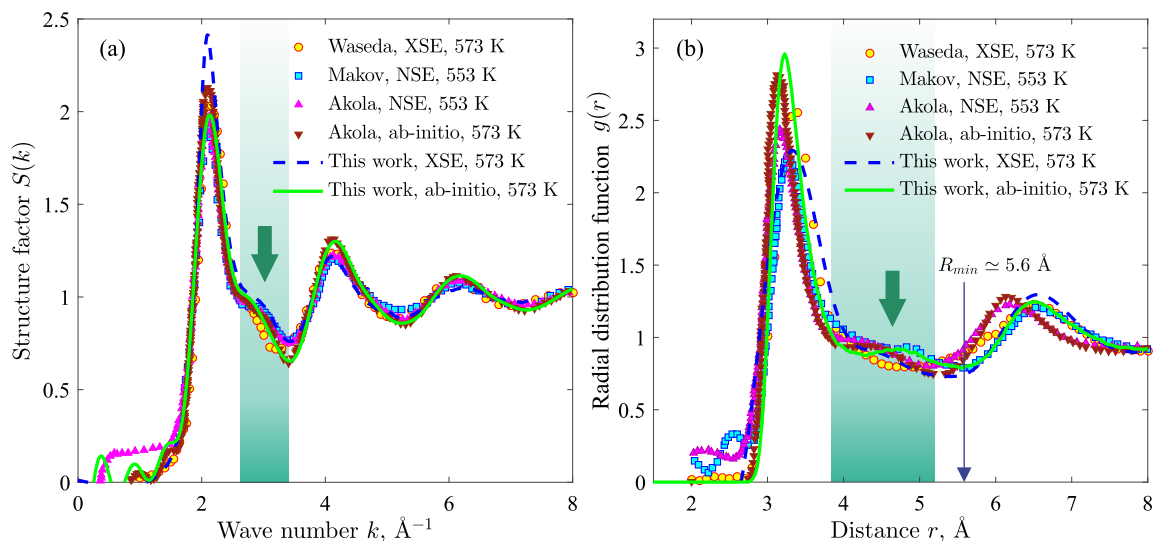 (a)
Waseda, XSE, 573 K
Makov, NSE, 553 K
Akola, NSE, 553 K
Akola, ab-initio, 573 K
This work, XSE, 573 K
This work, ab-initio, 573 K
Structure factor S(k)
2.5
2
1.5
1
0.5
0
0
2
4
6
8
Wave number k, Å⁻¹
(b)
Waseda, XSE, 573 K
Makov, NSE, 553 K
Akola, NSE, 553 K
Akola, ab-initio, 573 K
This work, XSE, 573 K
This work, ab-initio, 573 K
R_min ≃ 5.6 Å
Radial distribution function g(r)
3
2.5
2
1.5
1
0.5
0
2
3
4
5
6
7
8
Distance r, Å